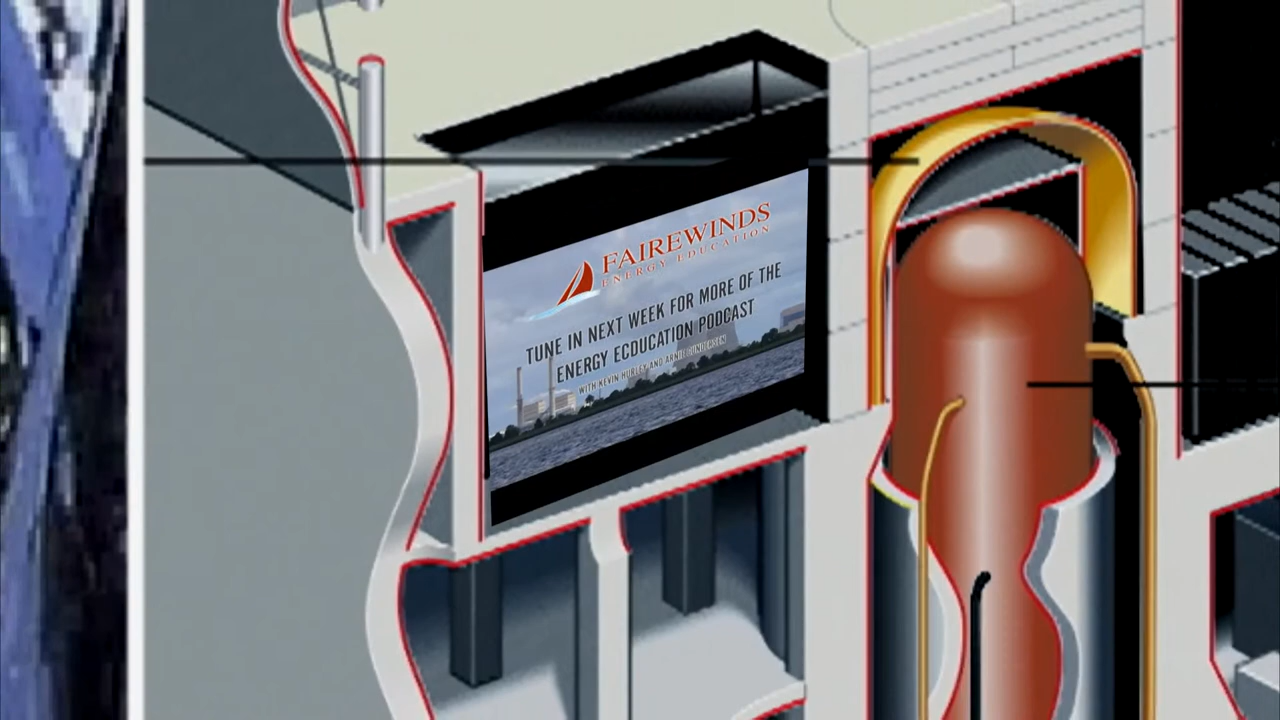 FAIREWINDS
ENERGY EDUCATION
TUNE IN NEXT WEEK FOR MORE OF THE
ENERGY ECDUCATION PODCAST
WITH KEVIN HURLEY AND ARNIE GUNDERSEN